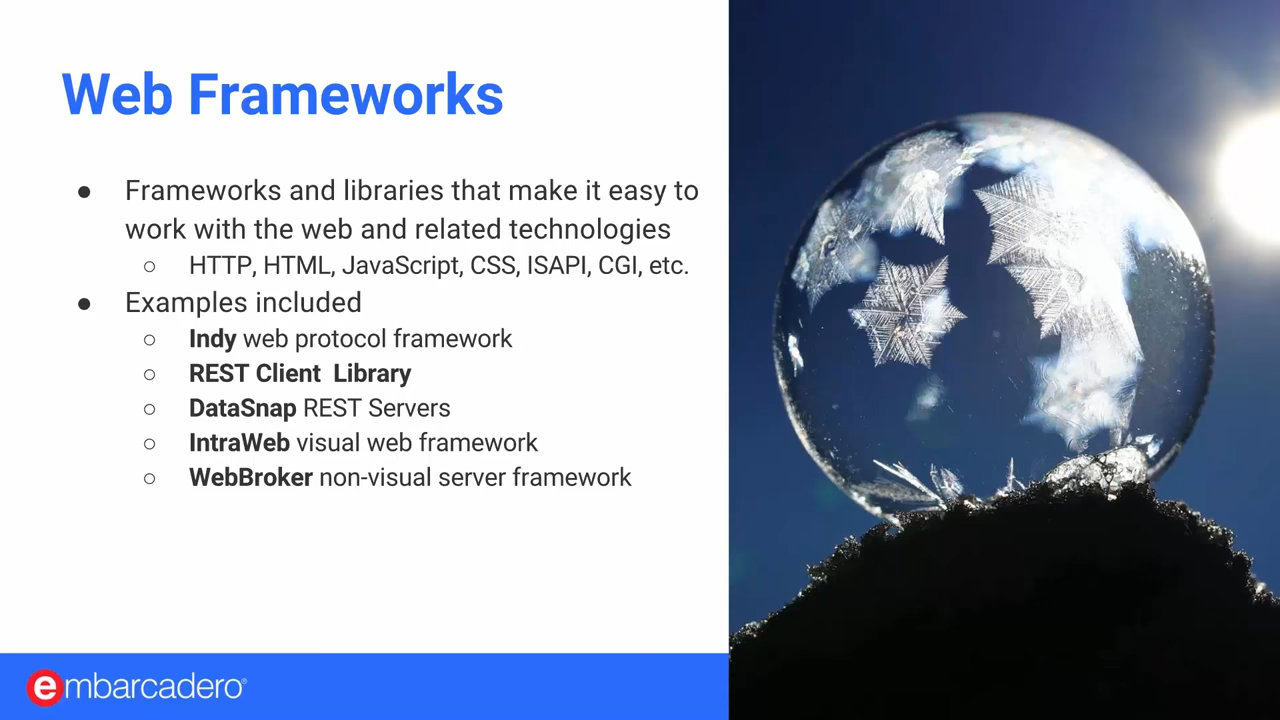 Web Frameworks
● Frameworks and libraries that make it easy to
work with the web and related technologies
○ HTTP, HTML, JavaScript, CSS, ISAPI, CGI, etc.
● Examples included
○ Indy web protocol framework
○ REST Client  Library
○ DataSnap REST Servers
○ IntraWeb visual web framework
○ WebBroker non-visual server framework
embarcadero®